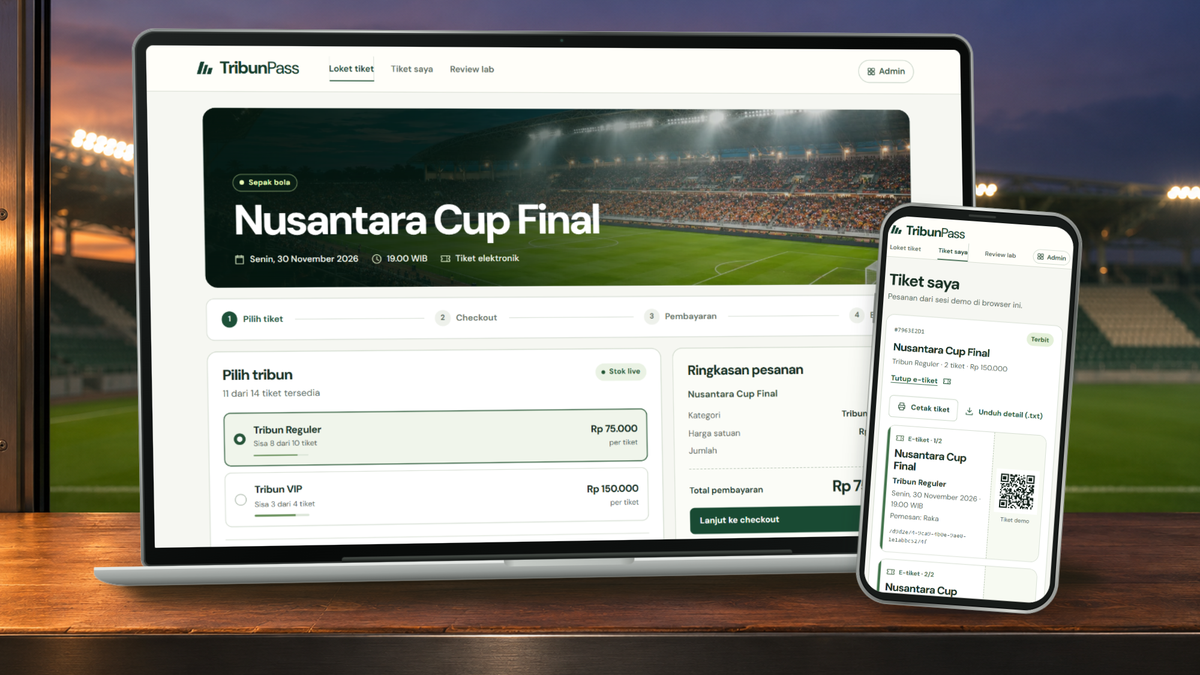 TribunPass
Loket tiket
Tiket saya
Review lab
Admin
Sepak bola
Nusantara Cup Final
Senin, 30 November 2026
19.00 WIB
Tiket elektronik
1 Pilih tiket
2 Checkout
3 Pembayaran
4
Pilih tribun
Stok live
11 dari 14 tiket tersedia
Tribun Reguler
Rp 75.000
Sisa 8 dari 10 tiket
per tiket
Tribun VIP
Rp 150.000
Sisa 3 dari 4 tiket
per tiket
Ringkasan pesanan
Nusantara Cup Final
Kategori
Tribun
Harga satuan
Jumlah
Total pembayaran
Rp 7
Lanjut ke checkout
TribunPass
Loket tiket
Tiket saya
Review lab
Admin
Tiket saya
Pesanan dari sesi demo di browser ini.
Terbit
Nusantara Cup Final
Tribun Reguler · 2 tiket · Rp 150.000
Tutup e-tiket
Cetak tiket
Unduh detail (.txt)
E-tiket · 1/2
Nusantara Cup
Final
Tribun Reguler
Senin, 30 November 2026 ·
19.00 WIB
Pemesan: Raka
Tiket demo
E-tiket · 2/2
Nusantara Cup